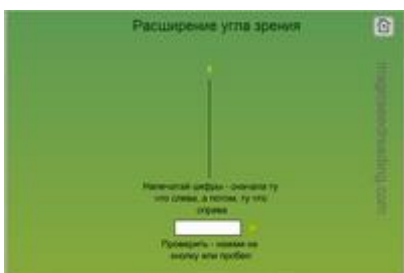 Расширение угла зрения
Напечатай цифры - сначала ту
что слева, а потом, ту что
справа
Проверить - нажми на
кнопку или пробел